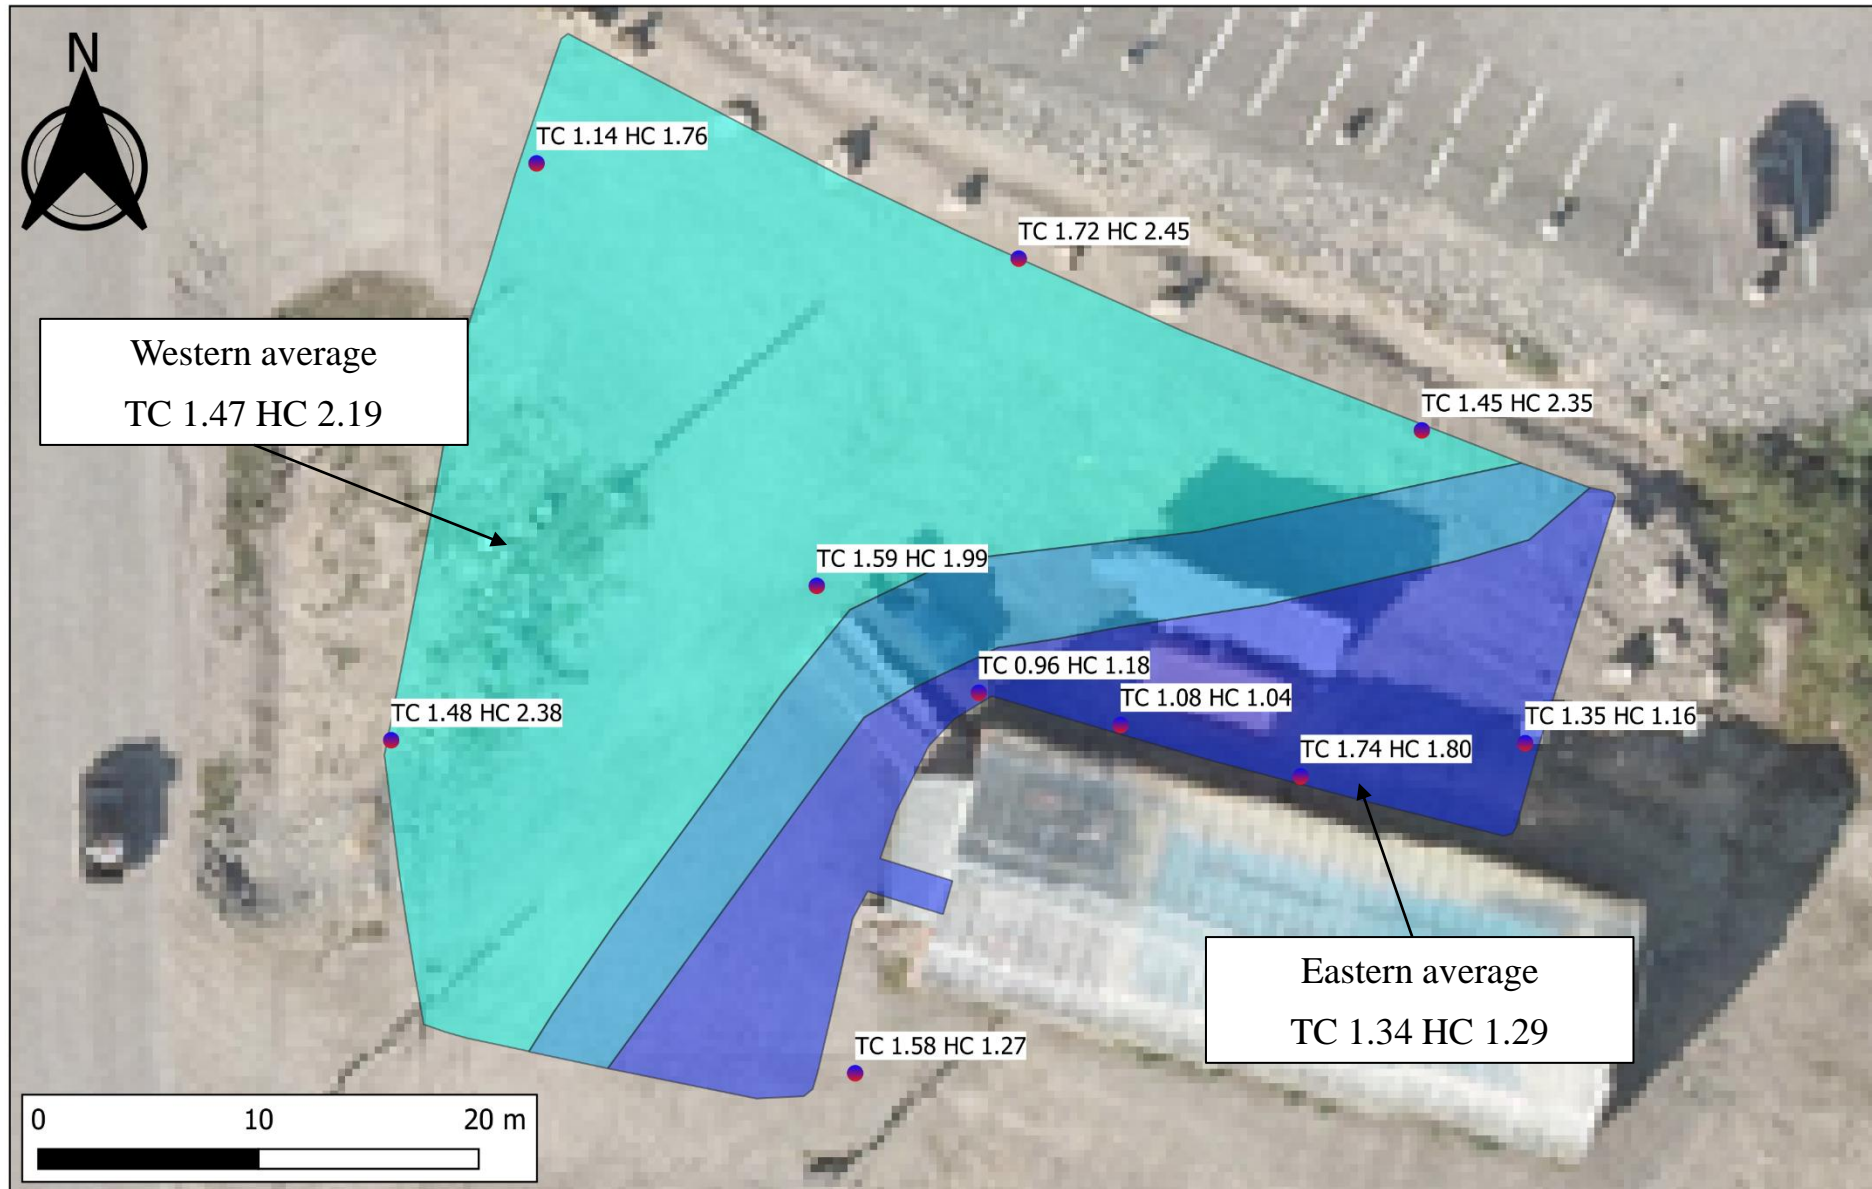 N
TC 1.14 HC 1.76
TC 1.72 HC 2.45
Western average
TC 1.47 HC 2.19
TC 1.45 HC 2.35
TC 1.59 HC 1.99
TC 0.96 HC 1.18
TC 1.08 HC 1.04
TC 1.48 HC 2.38
TC 1.35 HC 1.16
TC 1.74 HC 1.80
Eastern average
TC 1.34 HC 1.29
TC 1.58 HC 1.27
0 10 20 m